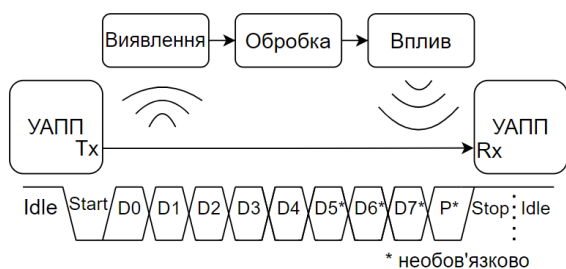 Виявлення Обробка Вплив
УАПП УАПП
Tx Rx
Idle Start D0 D1 D2 D3 D4 D5* D6* D7* P* Stop Idle
* необов'язково